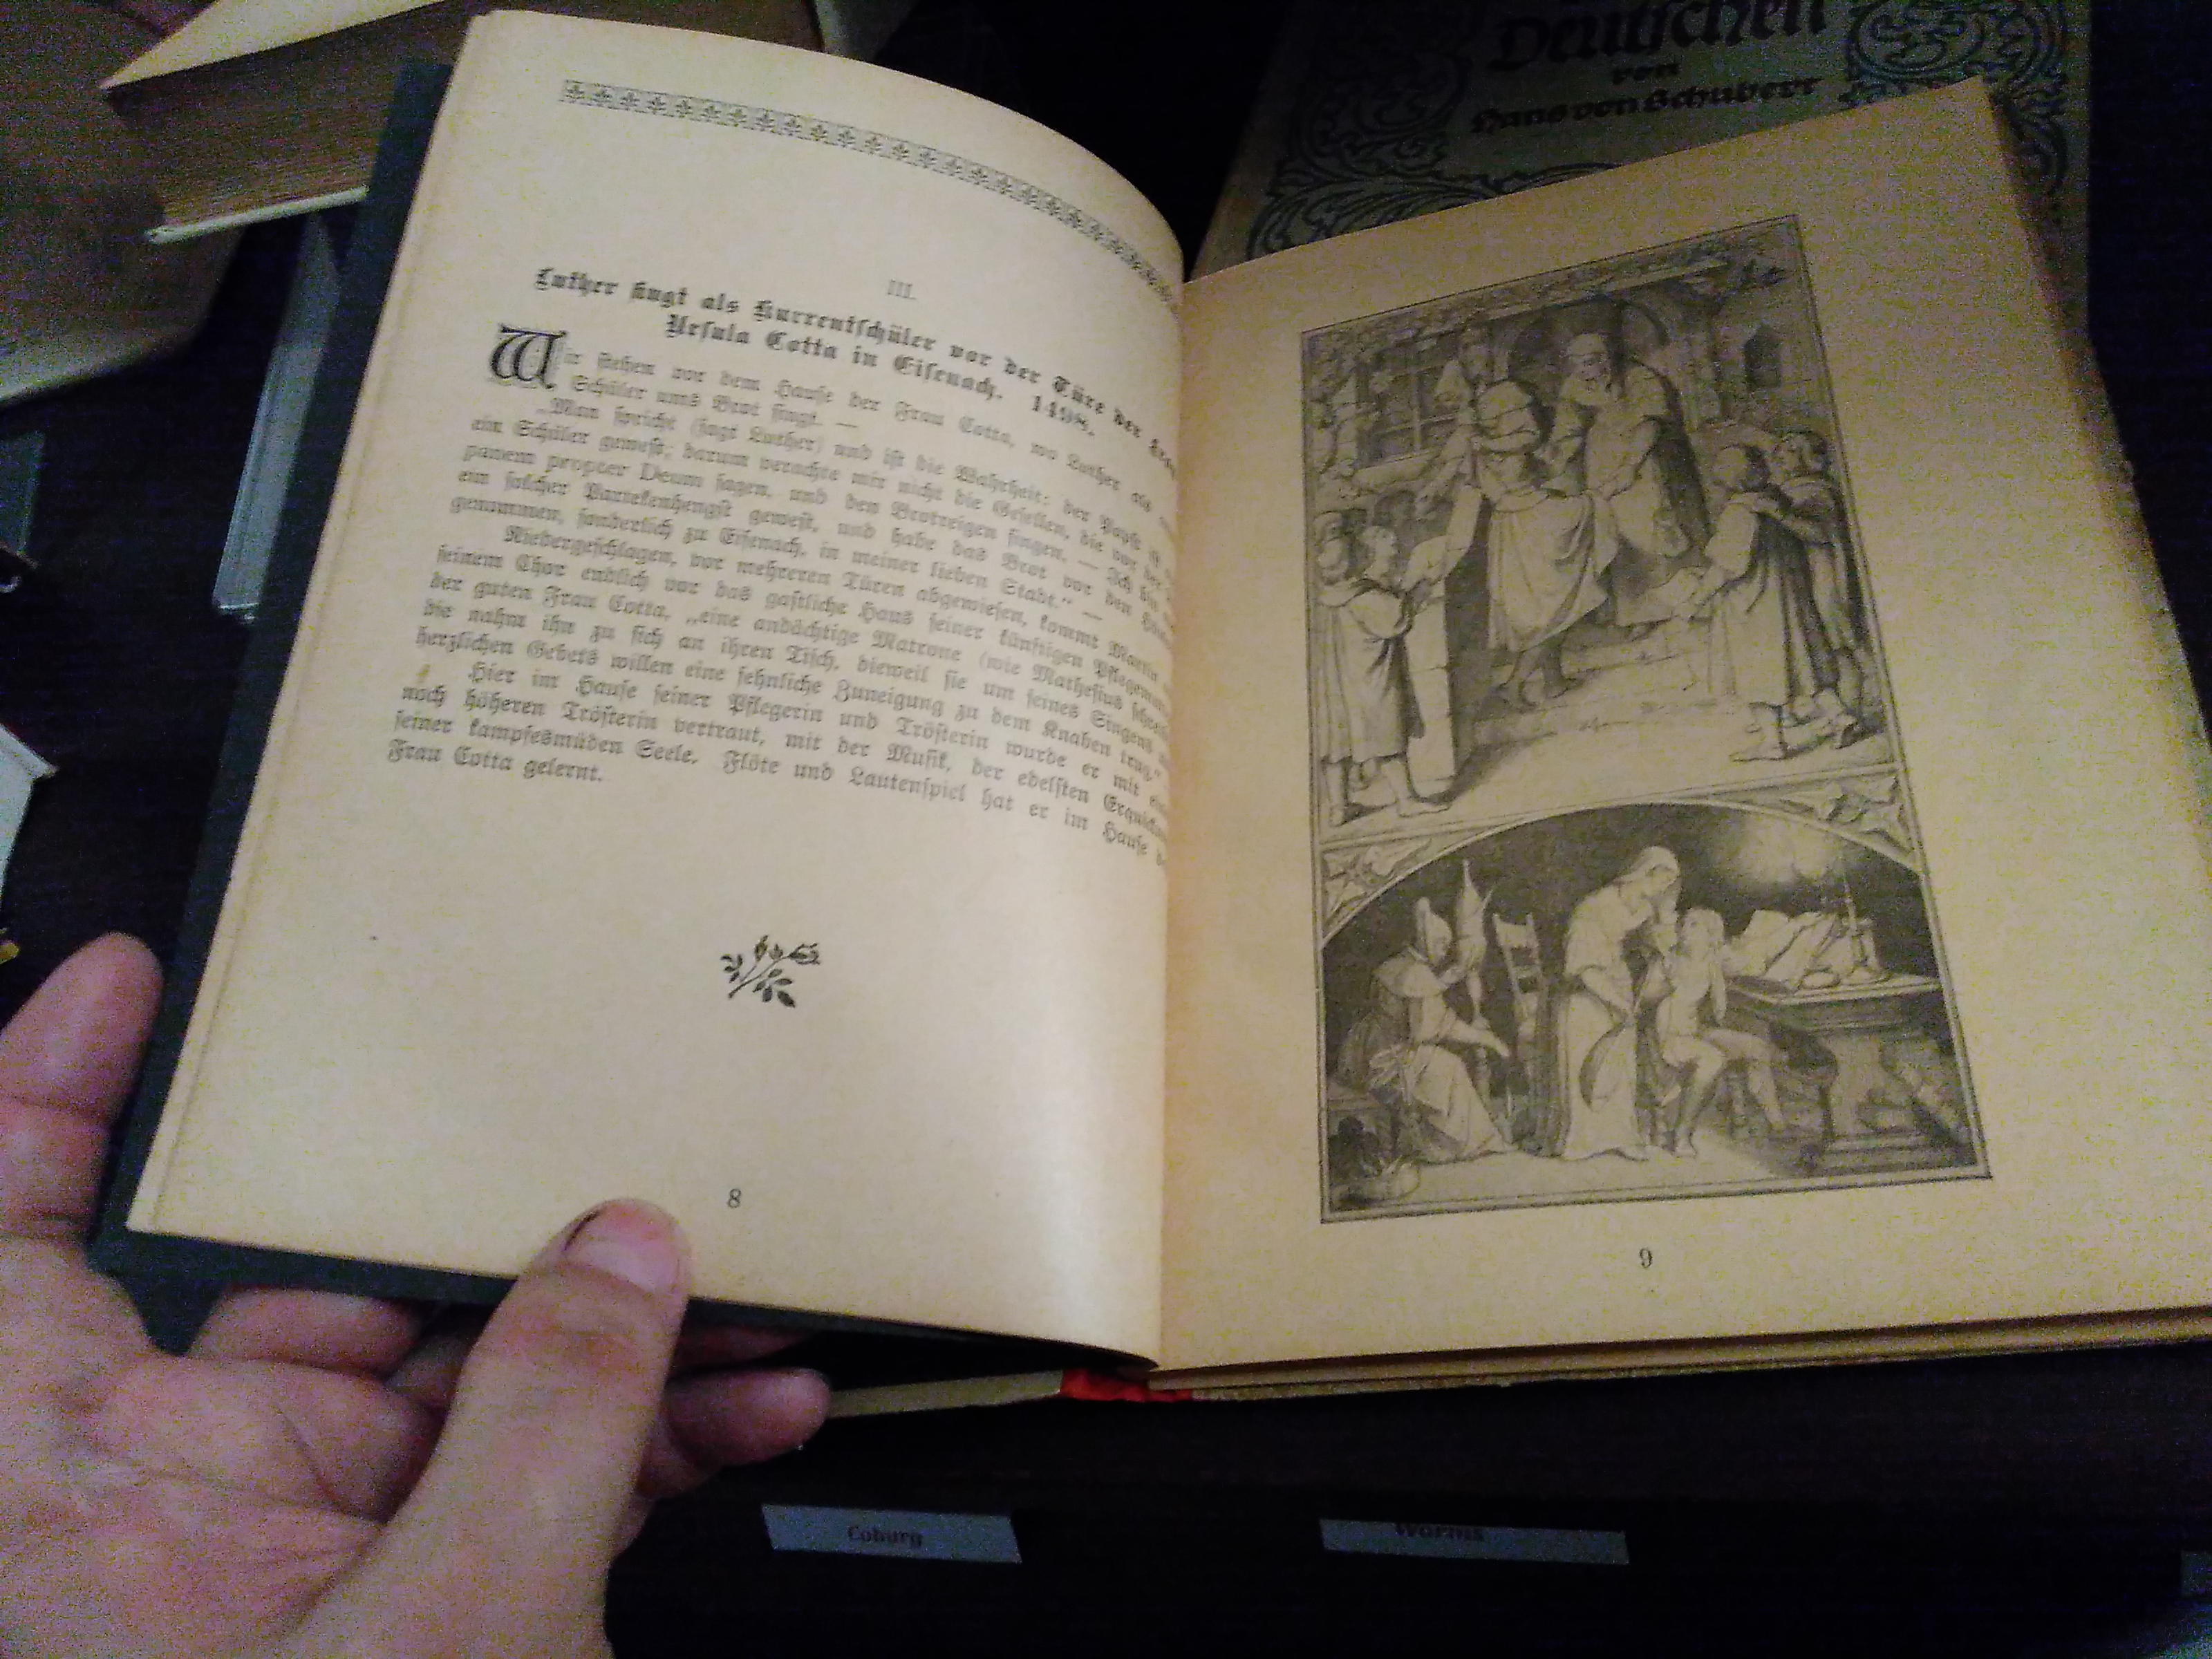 Deutschen
von
Hans von Schubert
III.
Luther singt als Kurrentschüler vor der Türe der
Ursula Cotta in Eisenach. 1498.
Wir stehen vor dem Hause der Frau Cotta, wo Luther als
Schüler ums Brot singt. —
„Man spricht (sagt Luther) und ist die Wahrheit: der Papst
ein Schüler gewest; darum verachte mir nicht die Gesellen, die vor der
panem propter Deum sagen, und den Brotreigen singen. — Ich bin
ein solcher Partekenhengst gewest, und habe das Brot vor den
genommen, sonderlich zu Eisenach, in meiner lieben Stadt.“ —
Niedergeschlagen, vor mehreren Türen abgewiesen, kommt Martin
seinem Chor endlich vor das gastliche Haus seiner künftigen
der guten Frau Cotta, „eine andächtige Matrone (wie Mathesius
die nahm ihn zu sich an ihren Tisch, dieweil sie um seines Singens
herzlichen Gebets willen eine sehnliche Zuneigung zu dem Knaben trug.“
Hier im Hause seiner Pflegerin und Trösterin wurde er mit
noch höheren Trösterin vertraut, mit der Musik, der edelsten
seiner kampfesmüden Seele. Flöte und Lautenspiel hat er im Hause
Frau Cotta gelernt.
8
9
Coburg
Worms